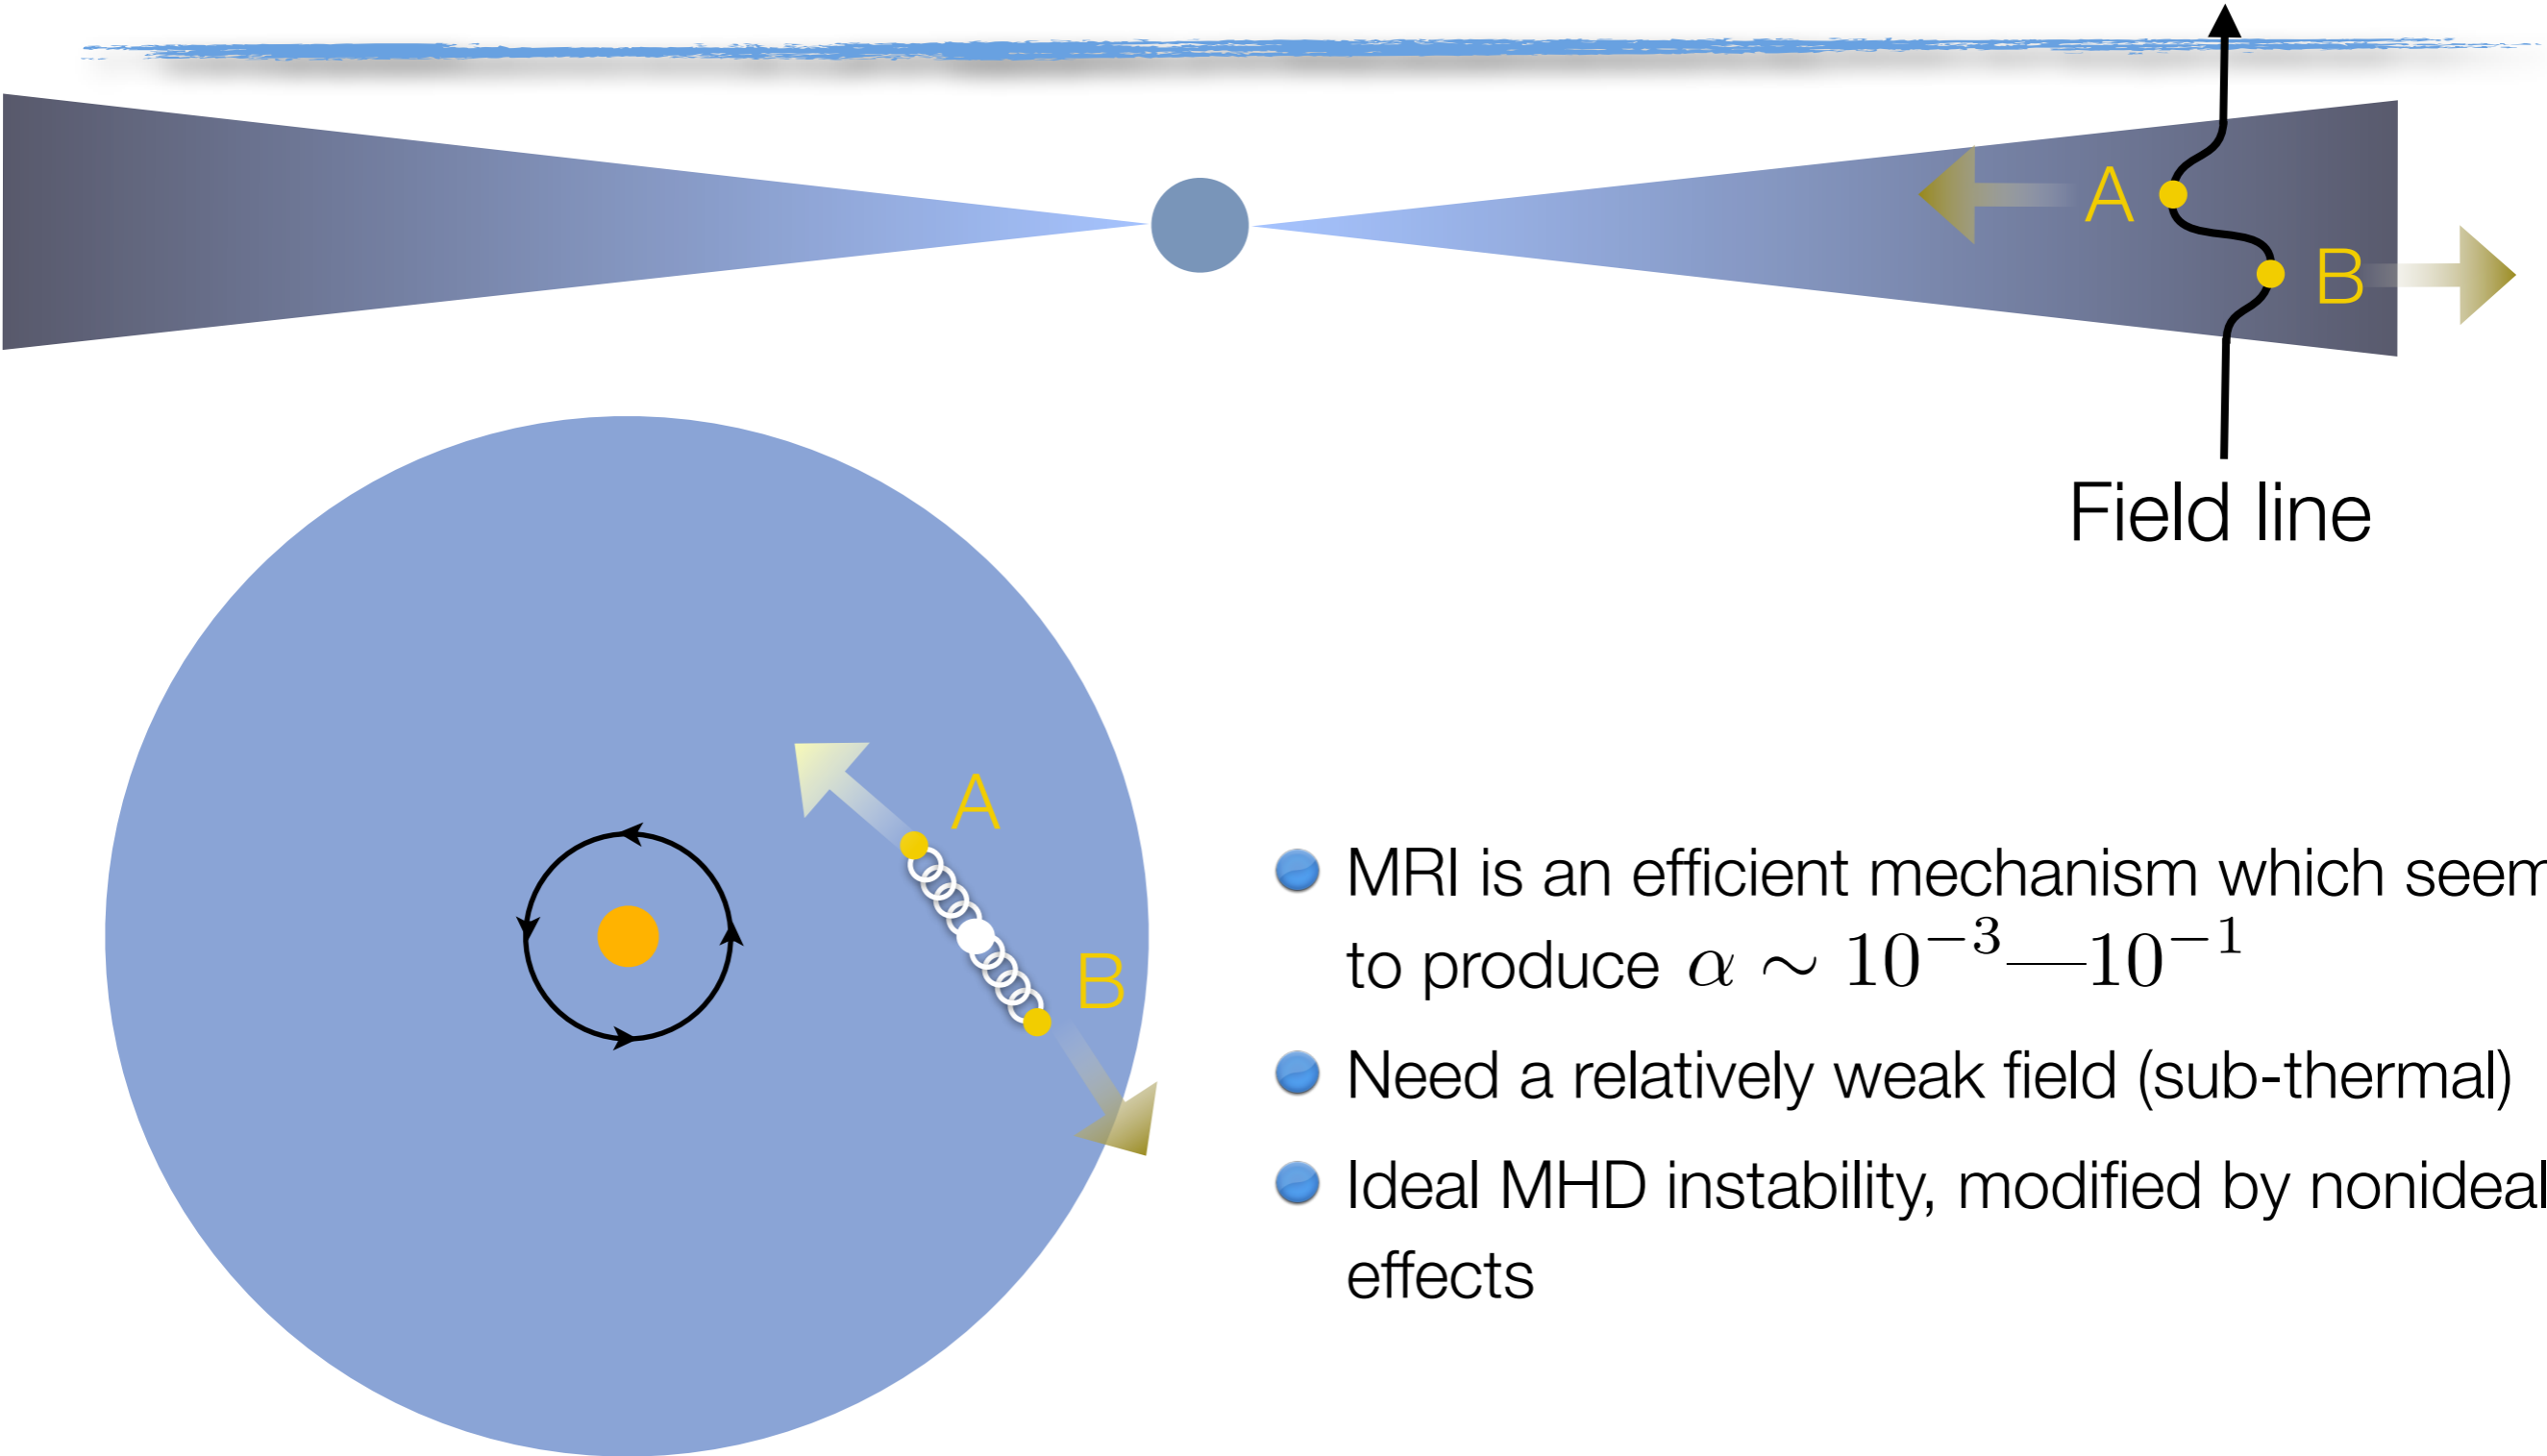 A
B
Field line
A
B
MRI is an efficient mechanism which seem
to produce α ∼ 10⁻³—10⁻¹
Need a relatively weak field (sub-thermal)
Ideal MHD instability, modified by nonideal
effects